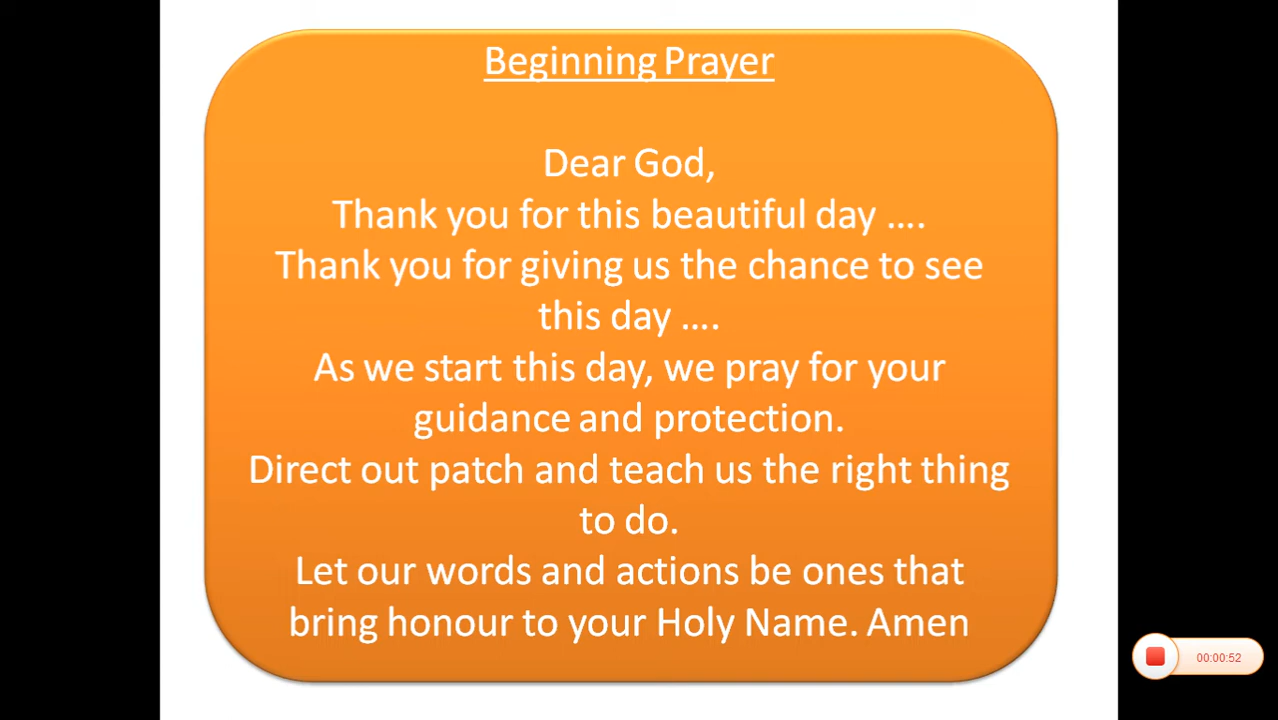 Beginning Prayer
Dear God,
Thank you for this beautiful day ....
Thank you for giving us the chance to see
this day ....
As we start this day, we pray for your
guidance and protection.
Direct out patch and teach us the right thing
to do.
Let our words and actions be ones that
bring honour to your Holy Name. Amen
00:00:52